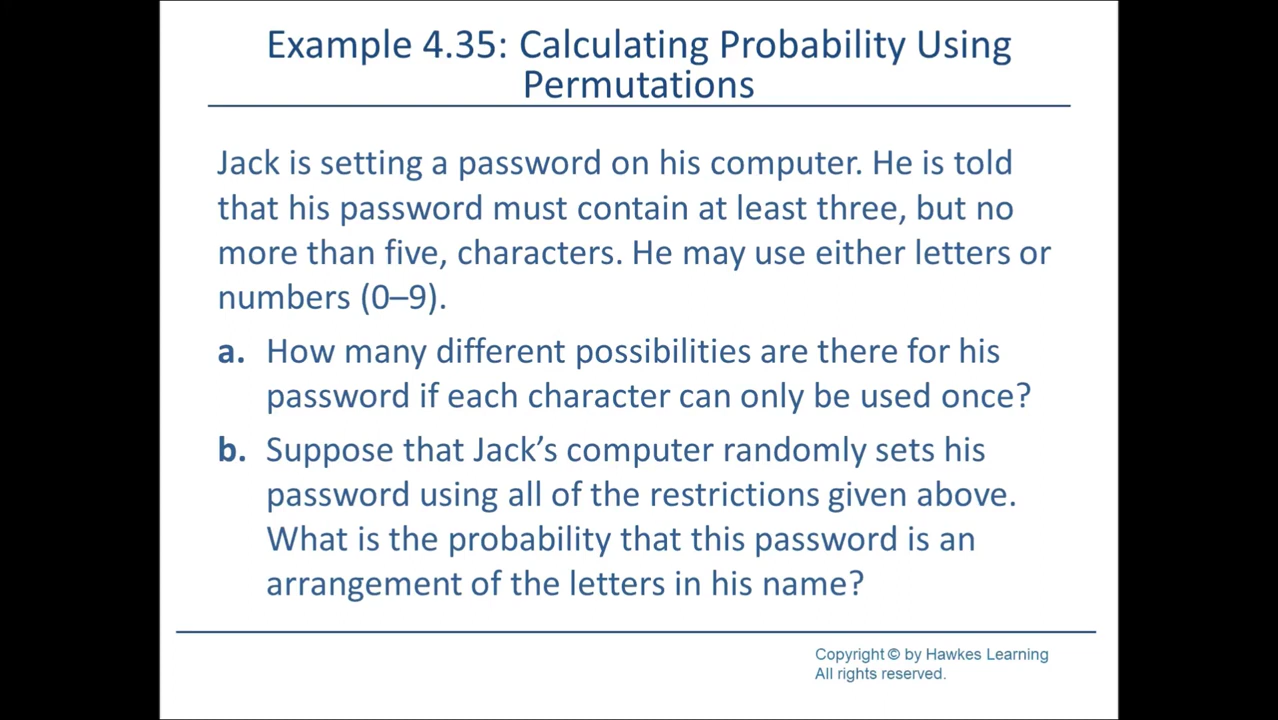 Example 4.35: Calculating Probability Using
Permutations
Jack is setting a password on his computer. He is told
that his password must contain at least three, but no
more than five, characters. He may use either letters or
numbers (0–9).
a. How many different possibilities are there for his
password if each character can only be used once?
b. Suppose that Jack’s computer randomly sets his
password using all of the restrictions given above.
What is the probability that this password is an
arrangement of the letters in his name?
Copyright © by Hawkes Learning
All rights reserved.